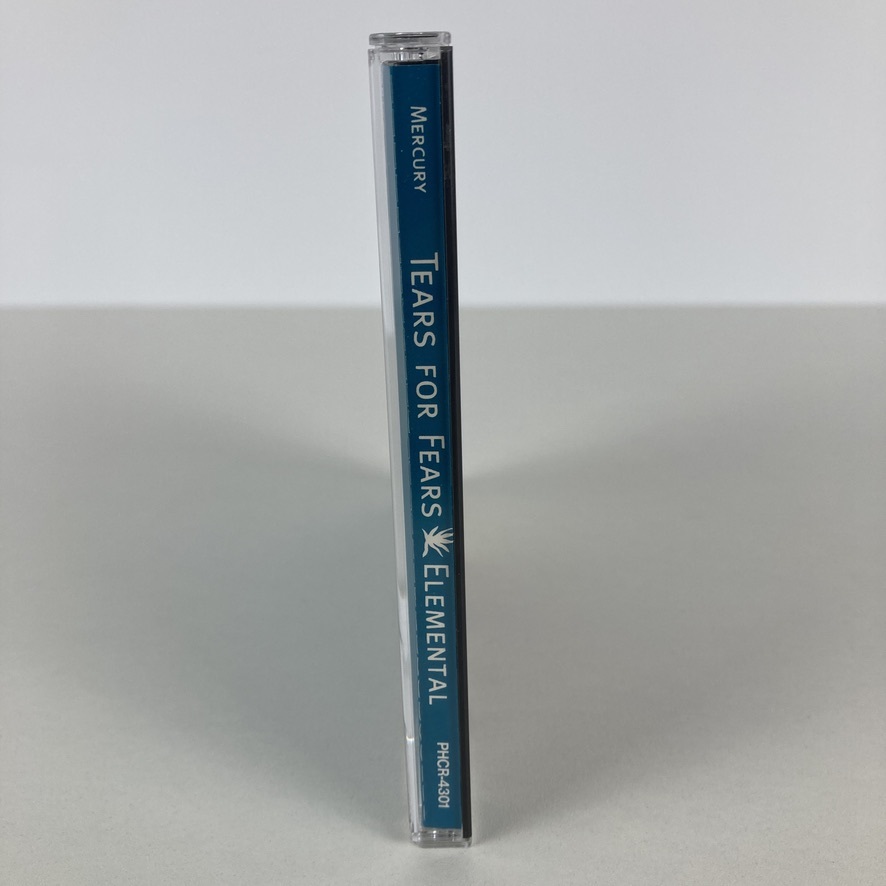 MERCURY
TEARS FOR FEARS ELEMENTAL
PHCR-4301